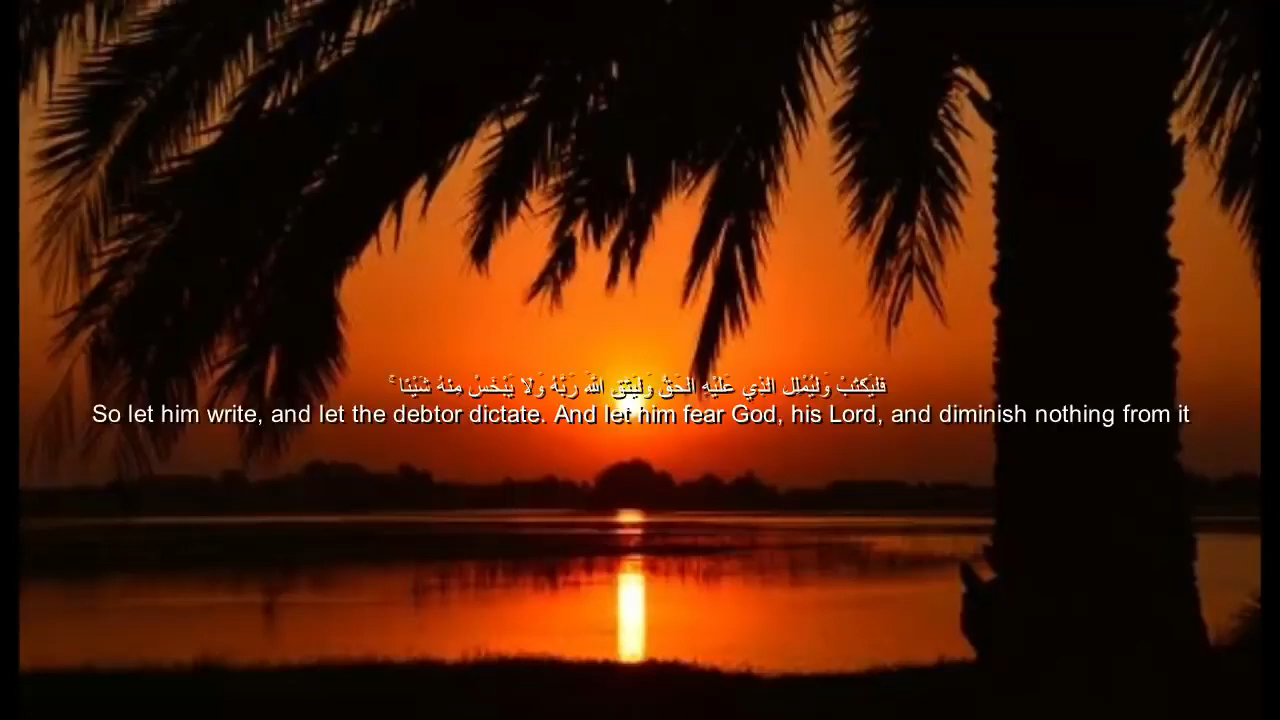 فَلْيَكْتُبْ وَلْيُمْلِلِ الَّذِي عَلَيْهِ الْحَقُّ وَلْيَتَّقِ اللَّهَ رَبَّهُ وَلَا يَبْخَسْ مِنْهُ شَيْئًا ۚ
So let him write, and let the debtor dictate. And let him fear God, his Lord, and diminish nothing from it